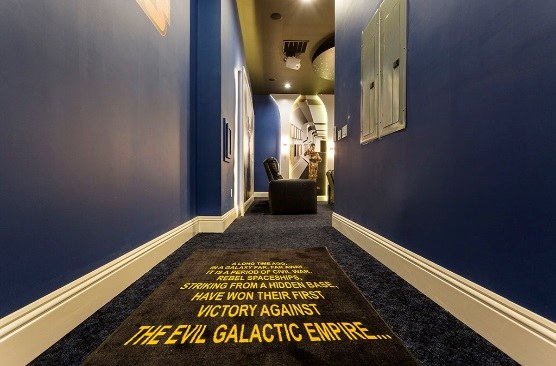 A LONG TIME AGO,
IN A GALAXY FAR, FAR AWAY...
IT IS A PERIOD OF CIVIL WAR.
REBEL SPACESHIPS,
STRIKING FROM A HIDDEN BASE,
HAVE WON THEIR FIRST
VICTORY AGAINST
THE EVIL GALACTIC EMPIRE...